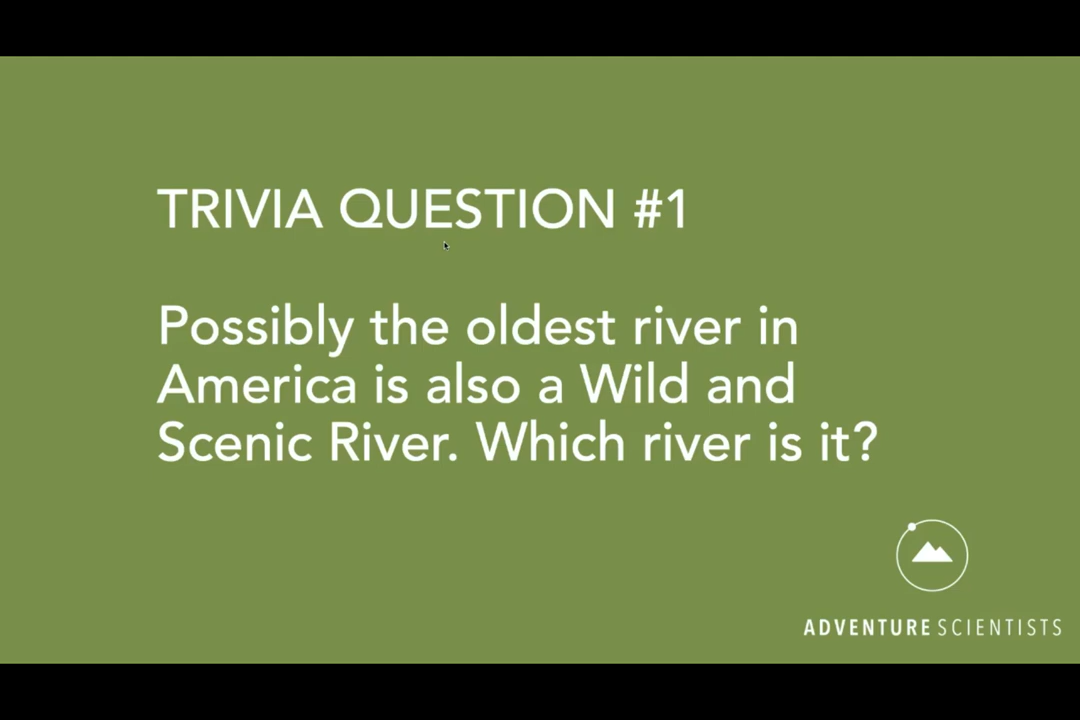 TRIVIA QUESTION #1
Possibly the oldest river in
America is also a Wild and
Scenic River. Which river is it?
ADVENTURE SCIENTISTS